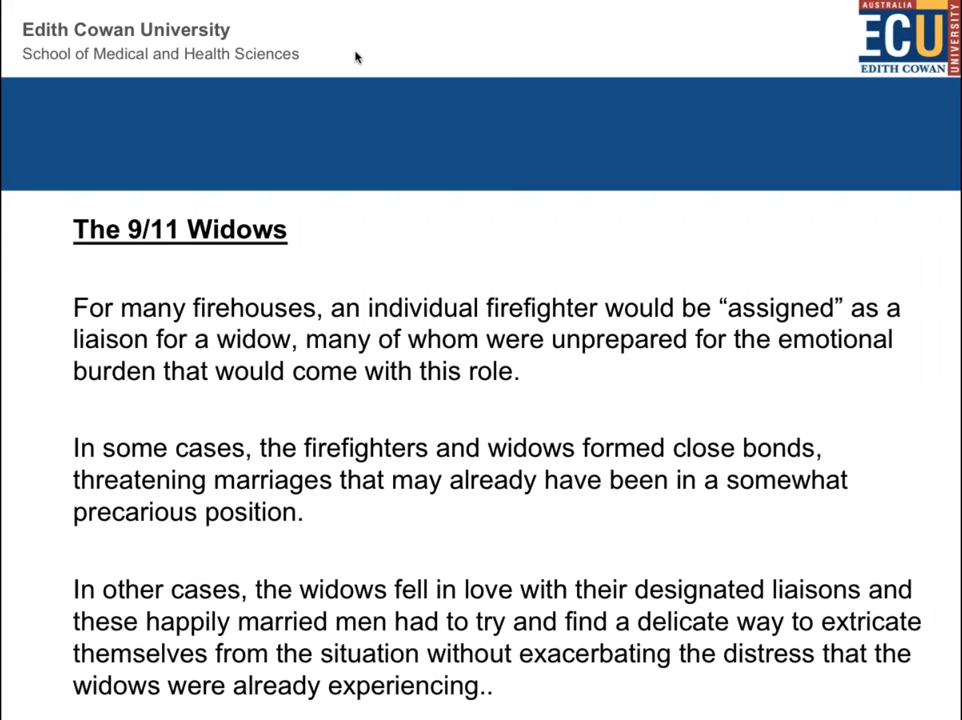 Edith Cowan University
School of Medical and Health Sciences
AUSTRALIA
ECU
EDITH COWAN
UNIVERSITY
The 9/11 Widows
For many firehouses, an individual firefighter would be “assigned” as a
liaison for a widow, many of whom were unprepared for the emotional
burden that would come with this role.
In some cases, the firefighters and widows formed close bonds,
threatening marriages that may already have been in a somewhat
precarious position.
In other cases, the widows fell in love with their designated liaisons and
these happily married men had to try and find a delicate way to extricate
themselves from the situation without exacerbating the distress that the
widows were already experiencing..